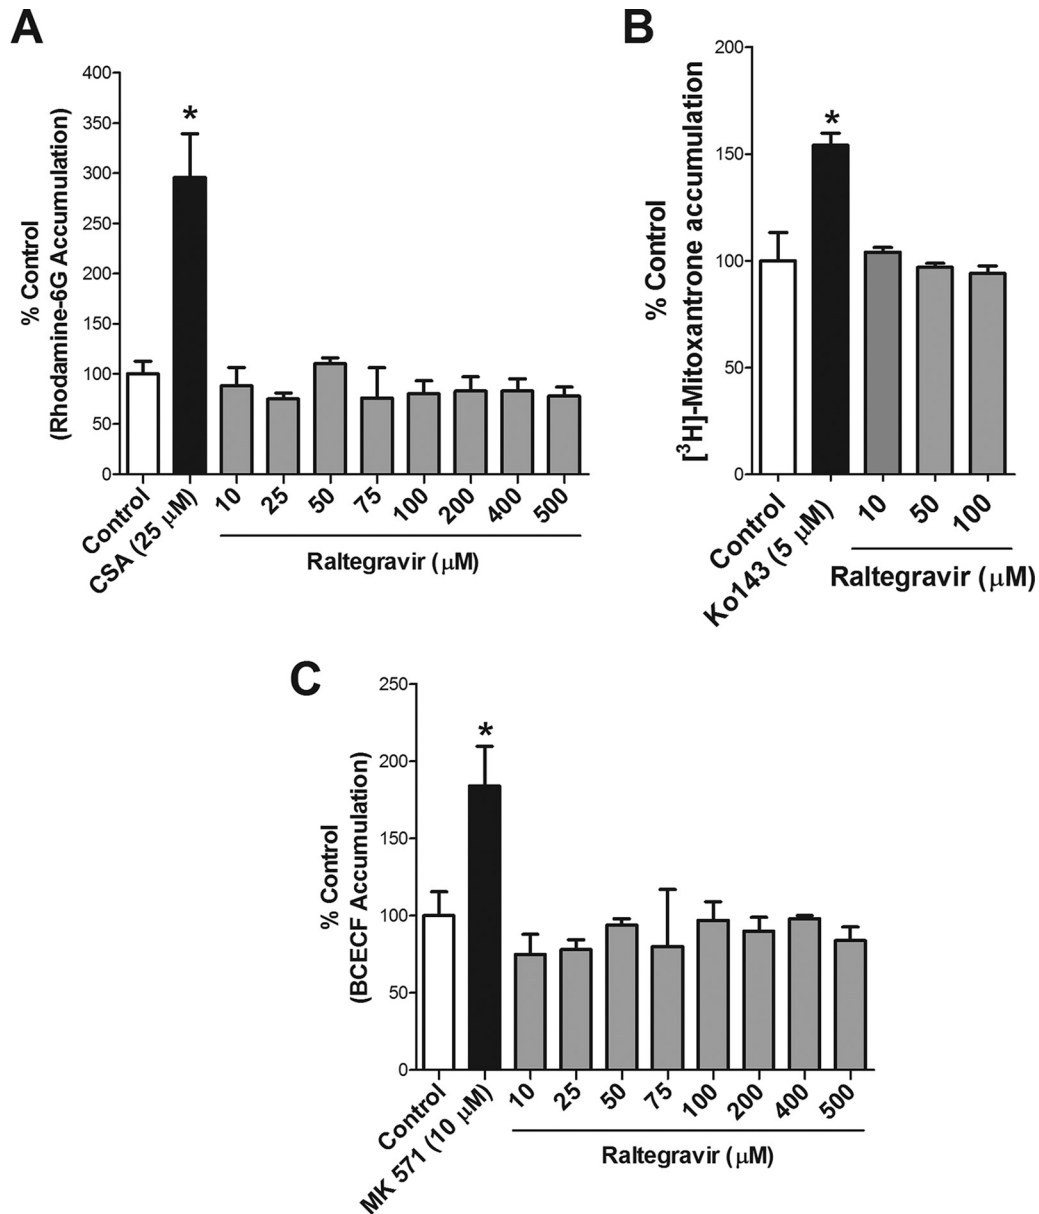 A
% Control
(Rhodamine-6G Accumulation)
400
350
300
250
200
150
100
50
0
*
Control
CSA (25 μM)
10
25
50
75
100
200
400
500
Raltegravir (μM)
B
% Control
[³H]-Mitoxantrone accumulation
200
150
100
50
0
*
Control
Ko143 (5 μM)
10
50
100
Raltegravir (μM)
C
% Control
(BCECF Accumulation)
250
200
150
100
50
0
*
Control
MK 571 (10 μM)
10
25
50
75
100
200
400
500
Raltegravir (μM)